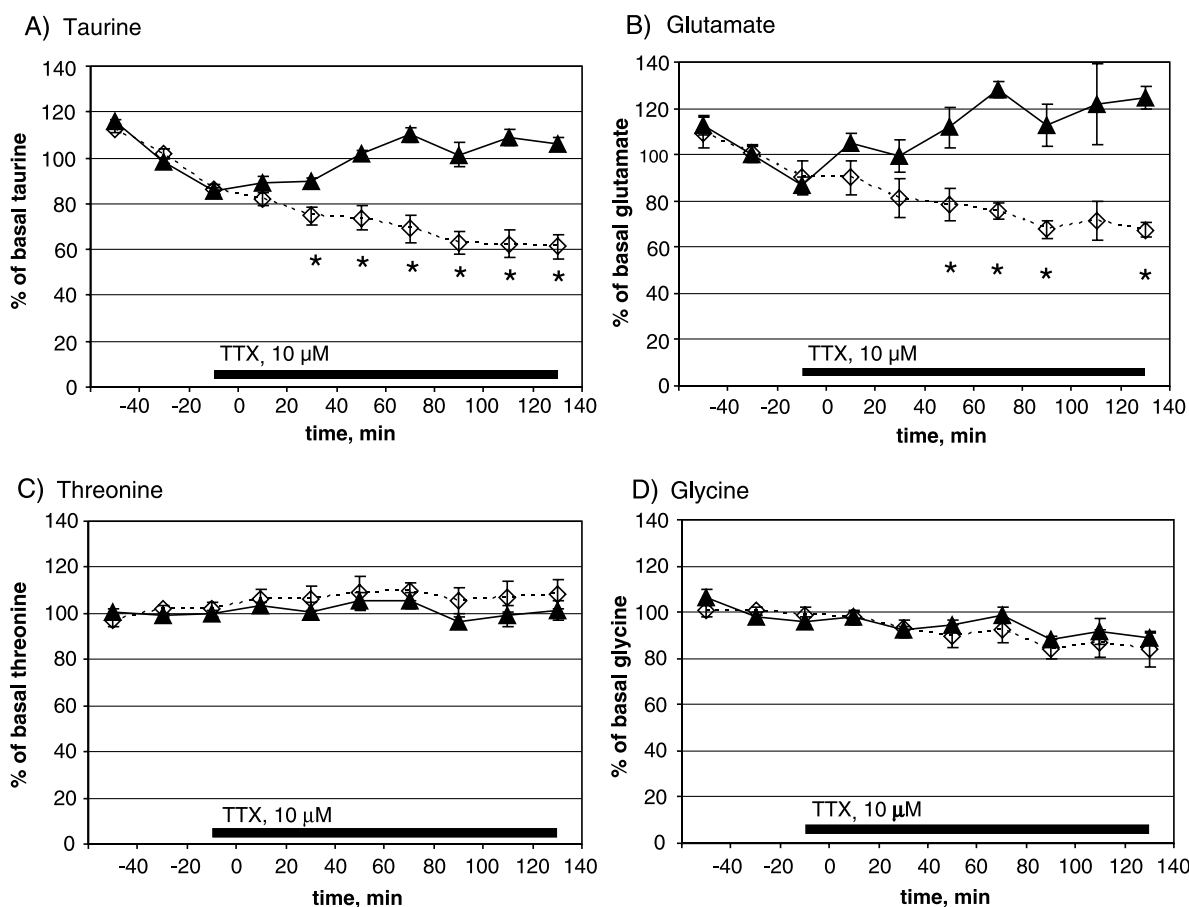 A) Taurine
% of basal taurine
140
120
100
80
60
40
20
0
* * * * * *
TTX, 10 µM
-40 -20 0 20 40 60 80 100 120 140
time, min
B) Glutamate
% of basal glutamate
140
120
100
80
60
40
20
0
* * * *
TTX, 10 µM
-40 -20 0 20 40 60 80 100 120 140
time, min
C) Threonine
% of basal threonine
140
120
100
80
60
40
20
0
TTX, 10 µM
-40 -20 0 20 40 60 80 100 120 140
time, min
D) Glycine
% of basal glycine
140
120
100
80
60
40
20
0
TTX, 10 µM
-40 -20 0 20 40 60 80 100 120 140
time, min